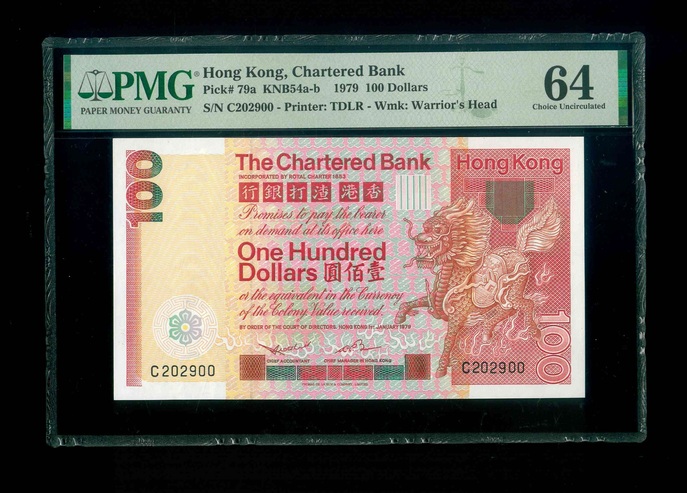 PMG®
PAPER MONEY GUARANTY
Hong Kong, Chartered Bank
Pick# 79a KNB54a-b 1979 100 Dollars
S/N C202900 - Printer: TDLR - Wmk: Warrior's Head
64
Choice Uncirculated
100
The Chartered Bank
INCORPORATED BY ROYAL CHARTER 1853
行銀打渣港香
Promises to pay the bearer
on demand at its office here
One Hundred
Dollars 圓佰壹
or the equivalent in the Currency
of the Colony, Value received.
BY ORDER OF THE COURT OF DIRECTORS. HONG KONG 1ST JANUARY 1979
CHIEF ACCOUNTANT
CHIEF MANAGER IN HONG KONG
C202900
Hong Kong
100
C202900